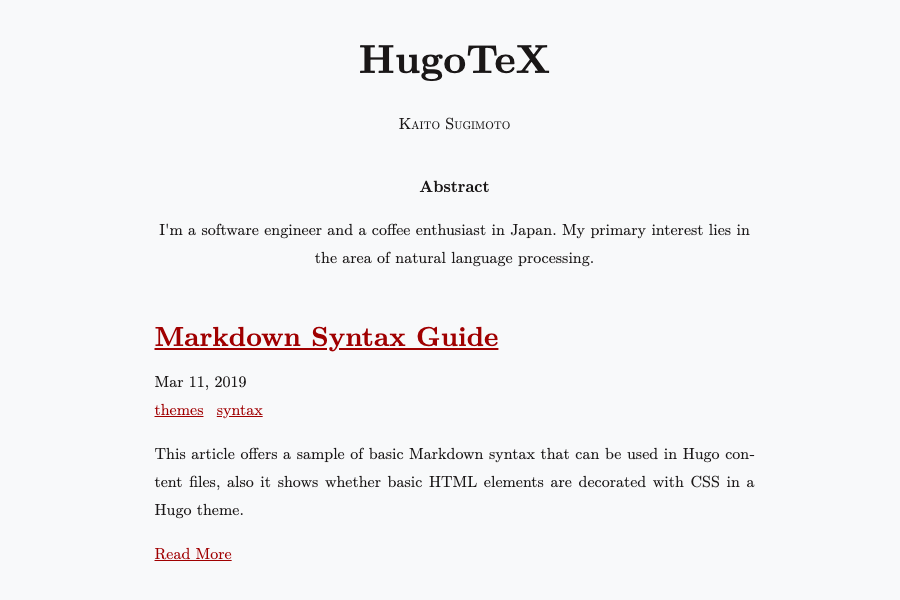 HugoTeX
Kaito Sugimoto
Abstract
I'm a software engineer and a coffee enthusiast in Japan. My primary interest lies in
the area of natural language processing.
Markdown Syntax Guide
Mar 11, 2019
themes syntax
This article offers a sample of basic Markdown syntax that can be used in Hugo con-
tent files, also it shows whether basic HTML elements are decorated with CSS in a
Hugo theme.
Read More